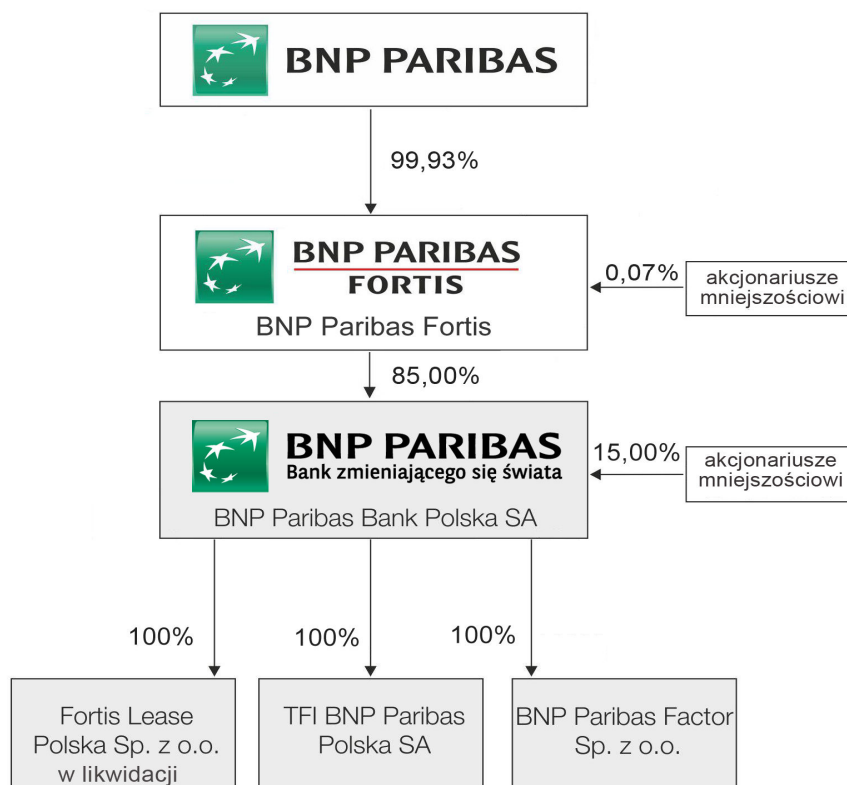 BNP PARIBAS
99,93%
BNP PARIBAS
FORTIS
BNP Paribas Fortis
0,07%
akcjonariusze
mniejszościowi
85,00%
BNP PARIBAS
Bank zmieniającego się świata
BNP Paribas Bank Polska SA
15,00%
akcjonariusze
mniejszościowi
100%
100%
100%
Fortis Lease
Polska Sp. z o.o.
w likwidacji
TFI BNP Paribas
Polska SA
BNP Paribas Factor
Sp. z o.o.